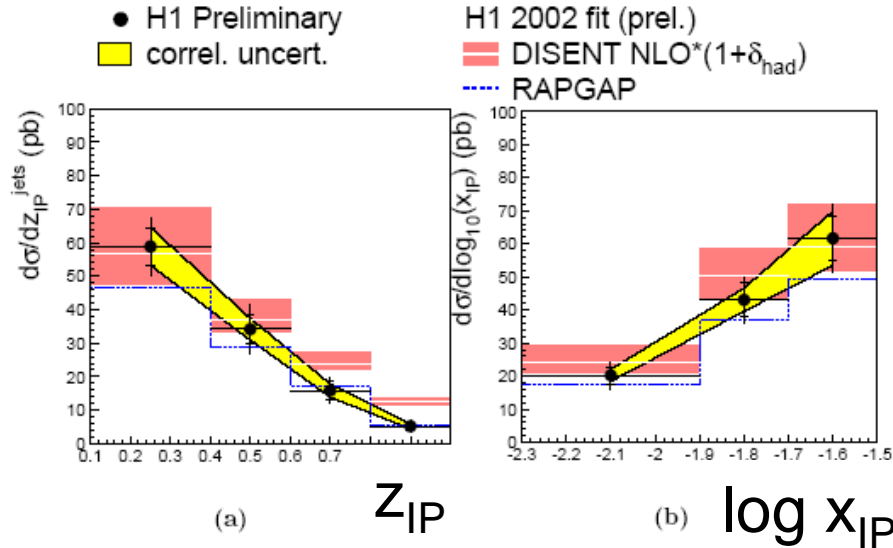 H1 Preliminary
correl. uncert.
H1 2002 fit (prel.)
DISENT NLO*(1+δhad)
RAPGAP
dσ/dzIP^jets (pb)
100
90
80
70
60
50
40
30
20
10
0
0.1 0.2 0.3 0.4 0.5 0.6 0.7
(a)
zIP
dσ/dlog10(xIP) (pb)
100
90
80
70
60
50
40
30
20
10
0
-2.3 -2.2 -2.1 -2 -1.9 -1.8 -1.7 -1.6 -1.5
(b)
log xIP